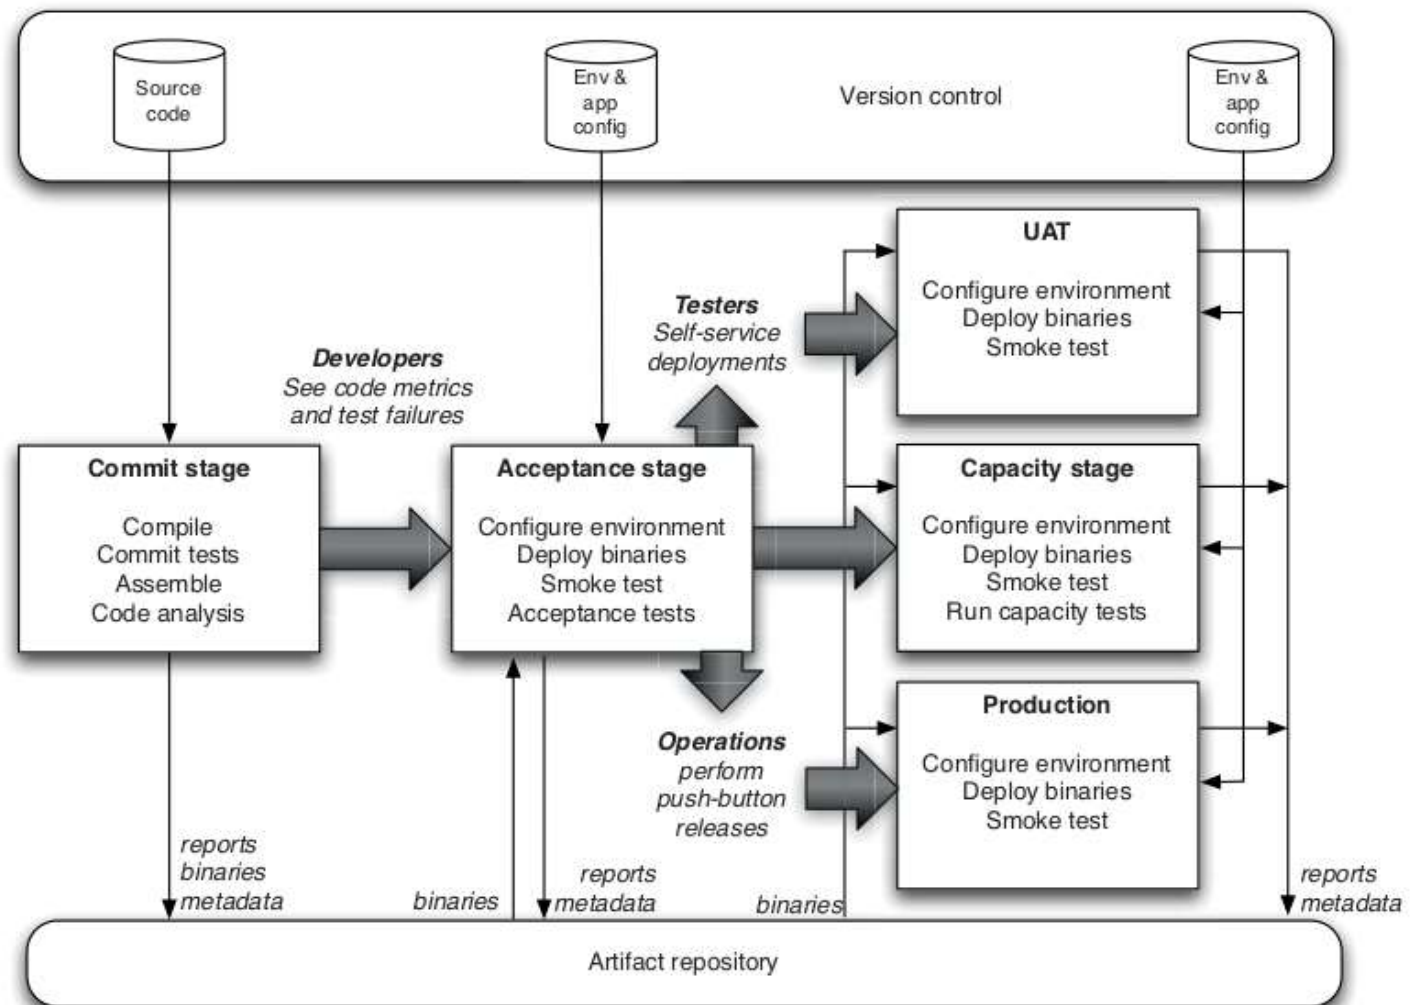 Source
code
Env &
app
config
Version control
Env &
app
config
UAT
Configure environment
Deploy binaries
Smoke test
Testers
Self-service
deployments
Developers
See code metrics
and test failures
Commit stage
Compile
Commit tests
Assemble
Code analysis
Acceptance stage
Configure environment
Deploy binaries
Smoke test
Acceptance tests
Capacity stage
Configure environment
Deploy binaries
Smoke test
Run capacity tests
Operations
perform
push-button
releases
Production
Configure environment
Deploy binaries
Smoke test
reports
binaries
metadata
binaries
reports
metadata
binaries
reports
metadata
Artifact repository